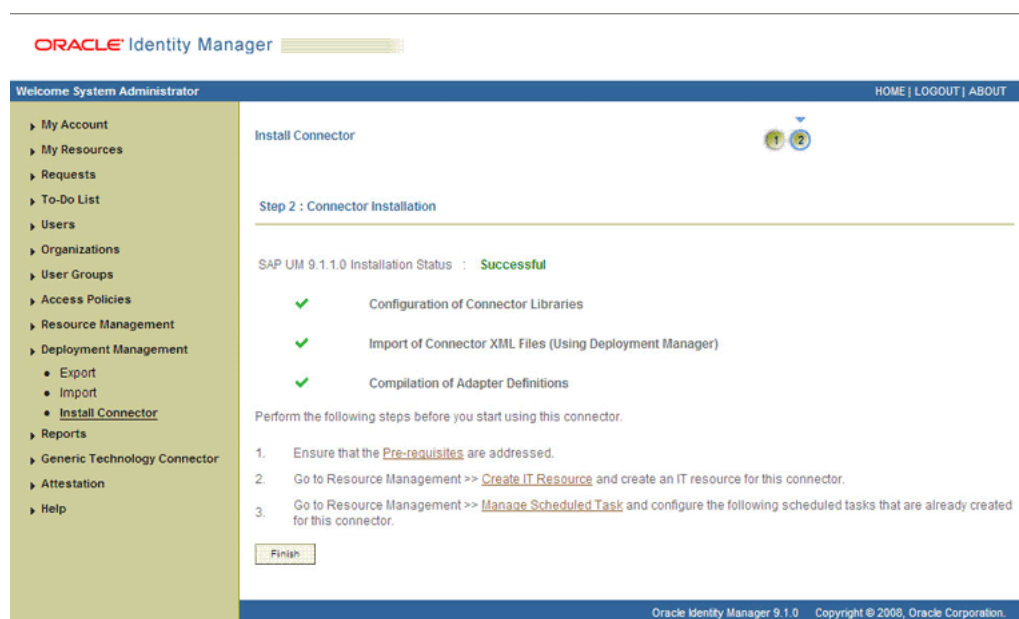 ORACLE Identity Manager
Welcome System Administrator
HOME | LOGOUT | ABOUT
My Account
My Resources
Requests
To-Do List
Users
Organizations
User Groups
Access Policies
Resource Management
Deployment Management
Export
Import
Install Connector
Reports
Generic Technology Connector
Attestation
Help
Install Connector
1 2
Step 2 : Connector Installation
SAP UM 9.1.1.0 Installation Status : Successful
Configuration of Connector Libraries
Import of Connector XML Files (Using Deployment Manager)
Compilation of Adapter Definitions
Perform the following steps before you start using this connector.
1. Ensure that the Pre-requisites are addressed.
2. Go to Resource Management >> Create IT Resource and create an IT resource for this connector.
3. Go to Resource Management >> Manage Scheduled Task and configure the following scheduled tasks that are already created
for this connector.
Finish
Oracle Identity Manager 9.1.0 Copyright © 2008, Oracle Corporation.